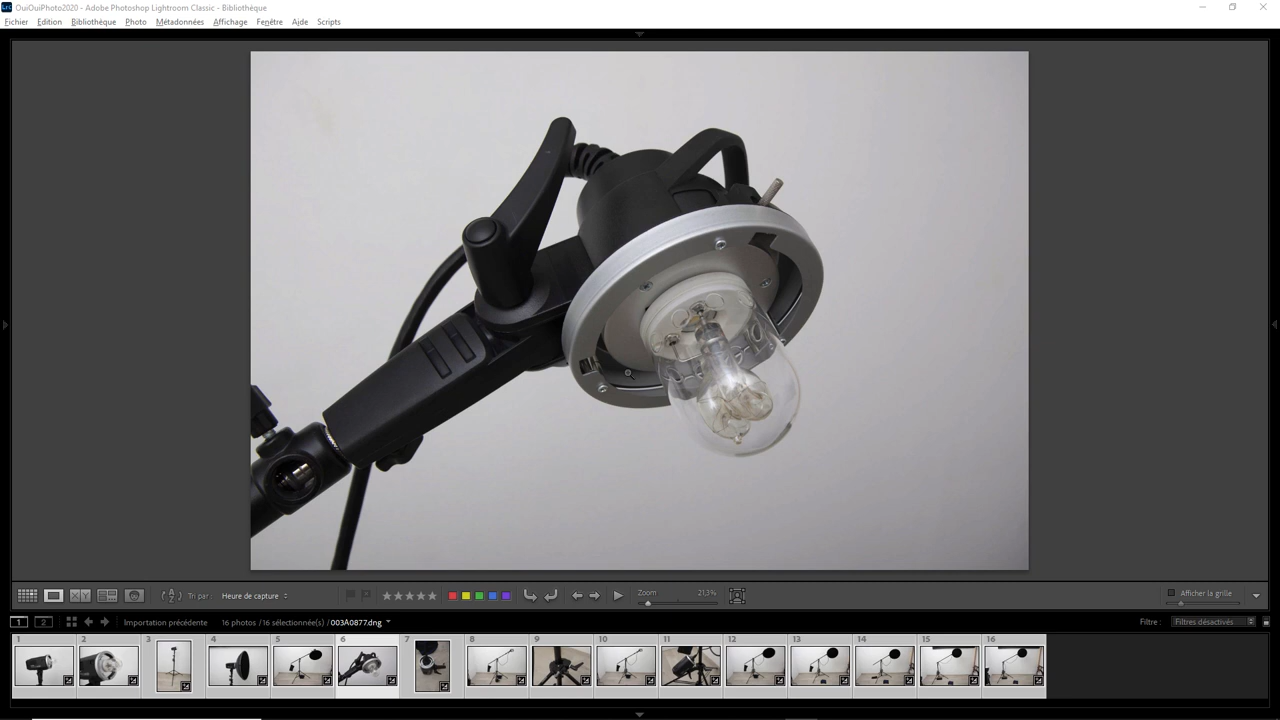 LrC OuiOuiPhoto2020 - Adobe Photoshop Lightroom Classic - Bibliothèque
Fichier Edition Bibliothèque Photo Métadonnées Affichage Fenêtre Aide Scripts
Tri par : Heure de capture Zoom 21,3% Afficher la grille
1 2 Importation précédente 16 photos /16 sélectionnée(s) / 003A0877.dng Filtre : Filtres désactivés
1 2 3 4 5 6 7 8 9 10 11 12 13 14 15 16